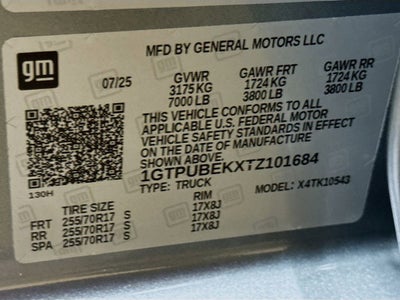 gm
MFD BY GENERAL MOTORS LLC
07/25 GVWR GAWR FRT GAWR RR
3175 KG 1724 KG 1724 KG
7000 LB 3800 LB 3800 LB
THIS VEHICLE CONFORMS TO ALL
APPLICABLE U.S. FEDERAL MOTOR
VEHICLE SAFETY STANDARDS IN EFFECT
ON THE DATE OF MANUFACTURE
SHOWN ABOVE.
1GTPUBEKXTZ101684
130H TYPE: TRUCK MODEL: X4TK10543
TIRE SIZE RIM
FRT 255/70R17 S 17X8J
RR 255/70R17 S 17X8J
SPA 255/70R17 S 17X8J